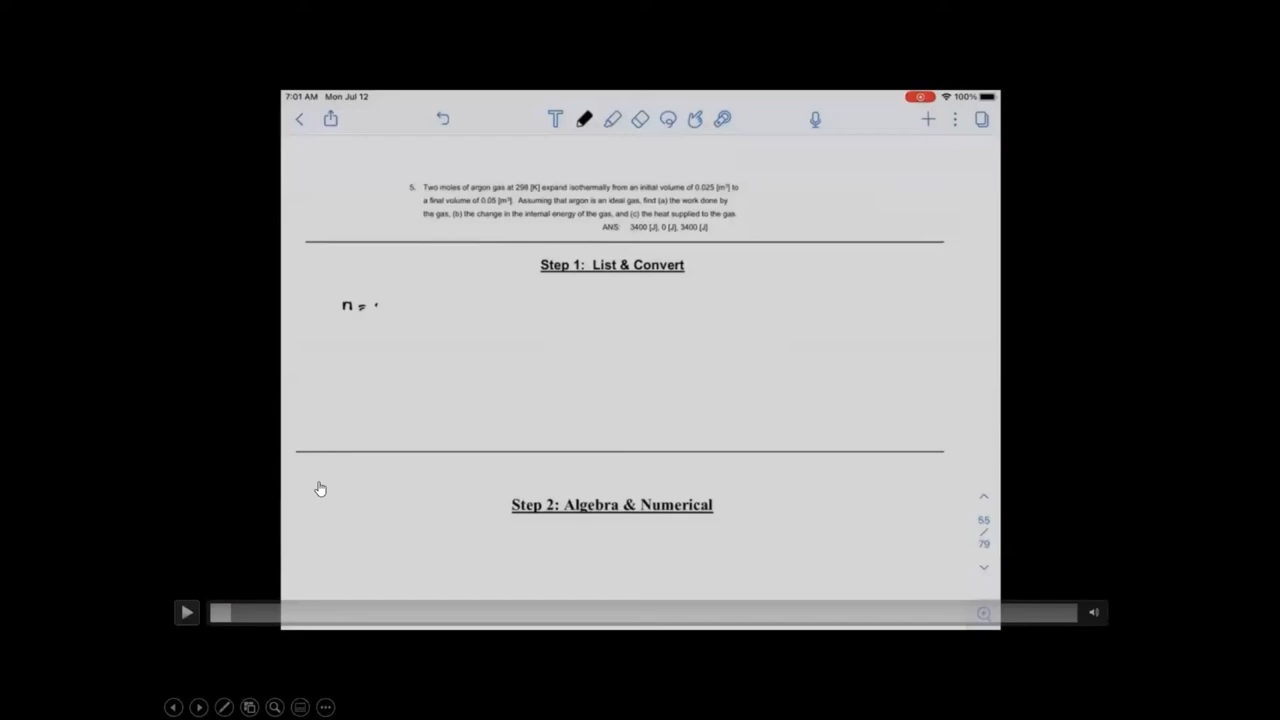 7:01 AM Mon Jul 12
100%
5. Two moles of argon gas at 298 [K] expand isothermally from an initial volume of 0.025 [m³] to
a final volume of 0.05 [m³]. Assuming that argon is an ideal gas, find (a) the work done by
the gas, (b) the change in the internal energy of the gas, and (c) the heat supplied to the gas.
ANS: 3400 [J], 0 [J], 3400 [J]
Step 1: List & Convert
n =
Step 2: Algebra & Numerical
55
/
79